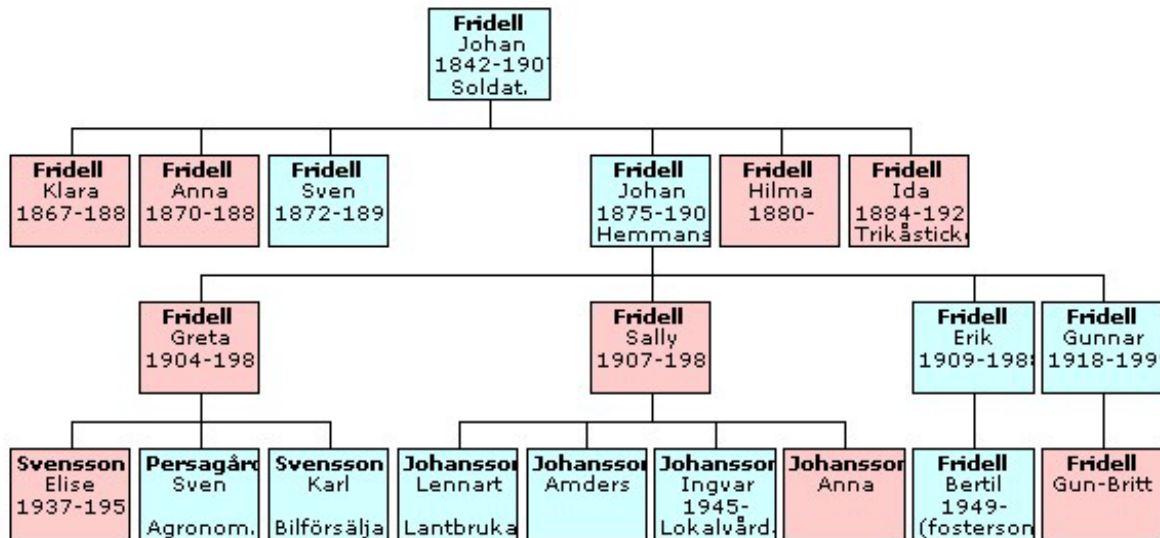 Fridell
Johan
1842-190
Soldat.
Fridell
Klara
1867-188
Fridell
Anna
1870-188
Fridell
Sven
1872-189
Fridell
Johan
1875-190
Hemmans
Fridell
Hilma
1880-
Fridell
Ida
1884-192
Trikåsticke
Fridell
Greta
1904-198
Fridell
Sally
1907-198
Fridell
Erik
1909-198
Fridell
Gunnar
1918-199
Svensson
Elise
1937-195
Persagård
Sven
Agronom.
Svensson
Karl
Bilförsälja
Johansson
Lennart
Lantbruka
Johansson
Amders
Johansson
Ingvar
1945-
Lokalvård.
Johansson
Anna
Fridell
Bertil
1949-
(fosterson
Fridell
Gun-Britt